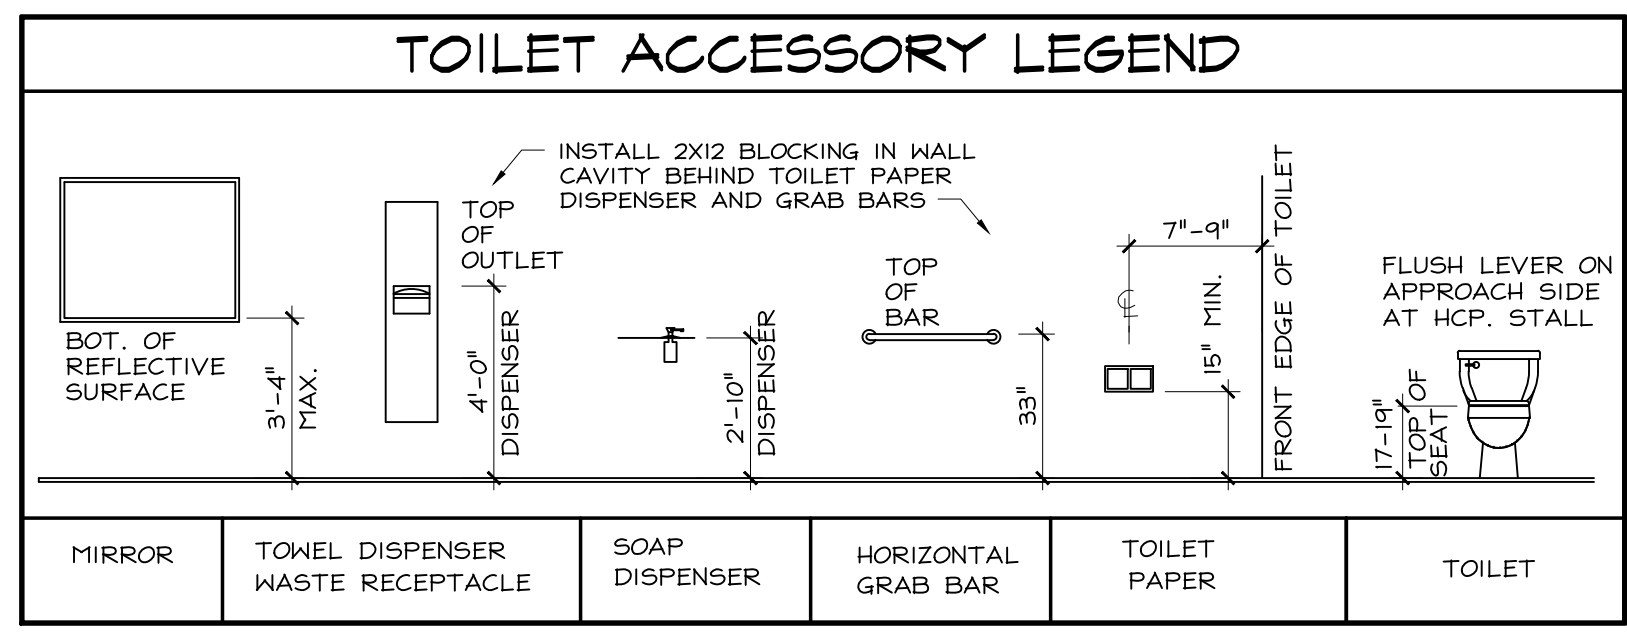 TOILET ACCESSORY LEGEND
INSTALL 2X12 BLOCKING IN WALL
CAVITY BEHIND TOILET PAPER
DISPENSER AND GRAB BARS
BOT. OF
REFLECTIVE
SURFACE
3'-4"
MAX.
TOP
OF
OUTLET
4'-0"
DISPENSER
2'-10"
DISPENSER
TOP
OF
BAR
33"
7"-9"
℄
15" MIN.
FRONT EDGE OF TOILET
FLUSH LEVER ON
APPROACH SIDE
AT HCP. STALL
17-19"
TOP OF
SEAT
MIRROR
TOWEL DISPENSER
WASTE RECEPTACLE
SOAP
DISPENSER
HORIZONTAL
GRAB BAR
TOILET
PAPER
TOILET